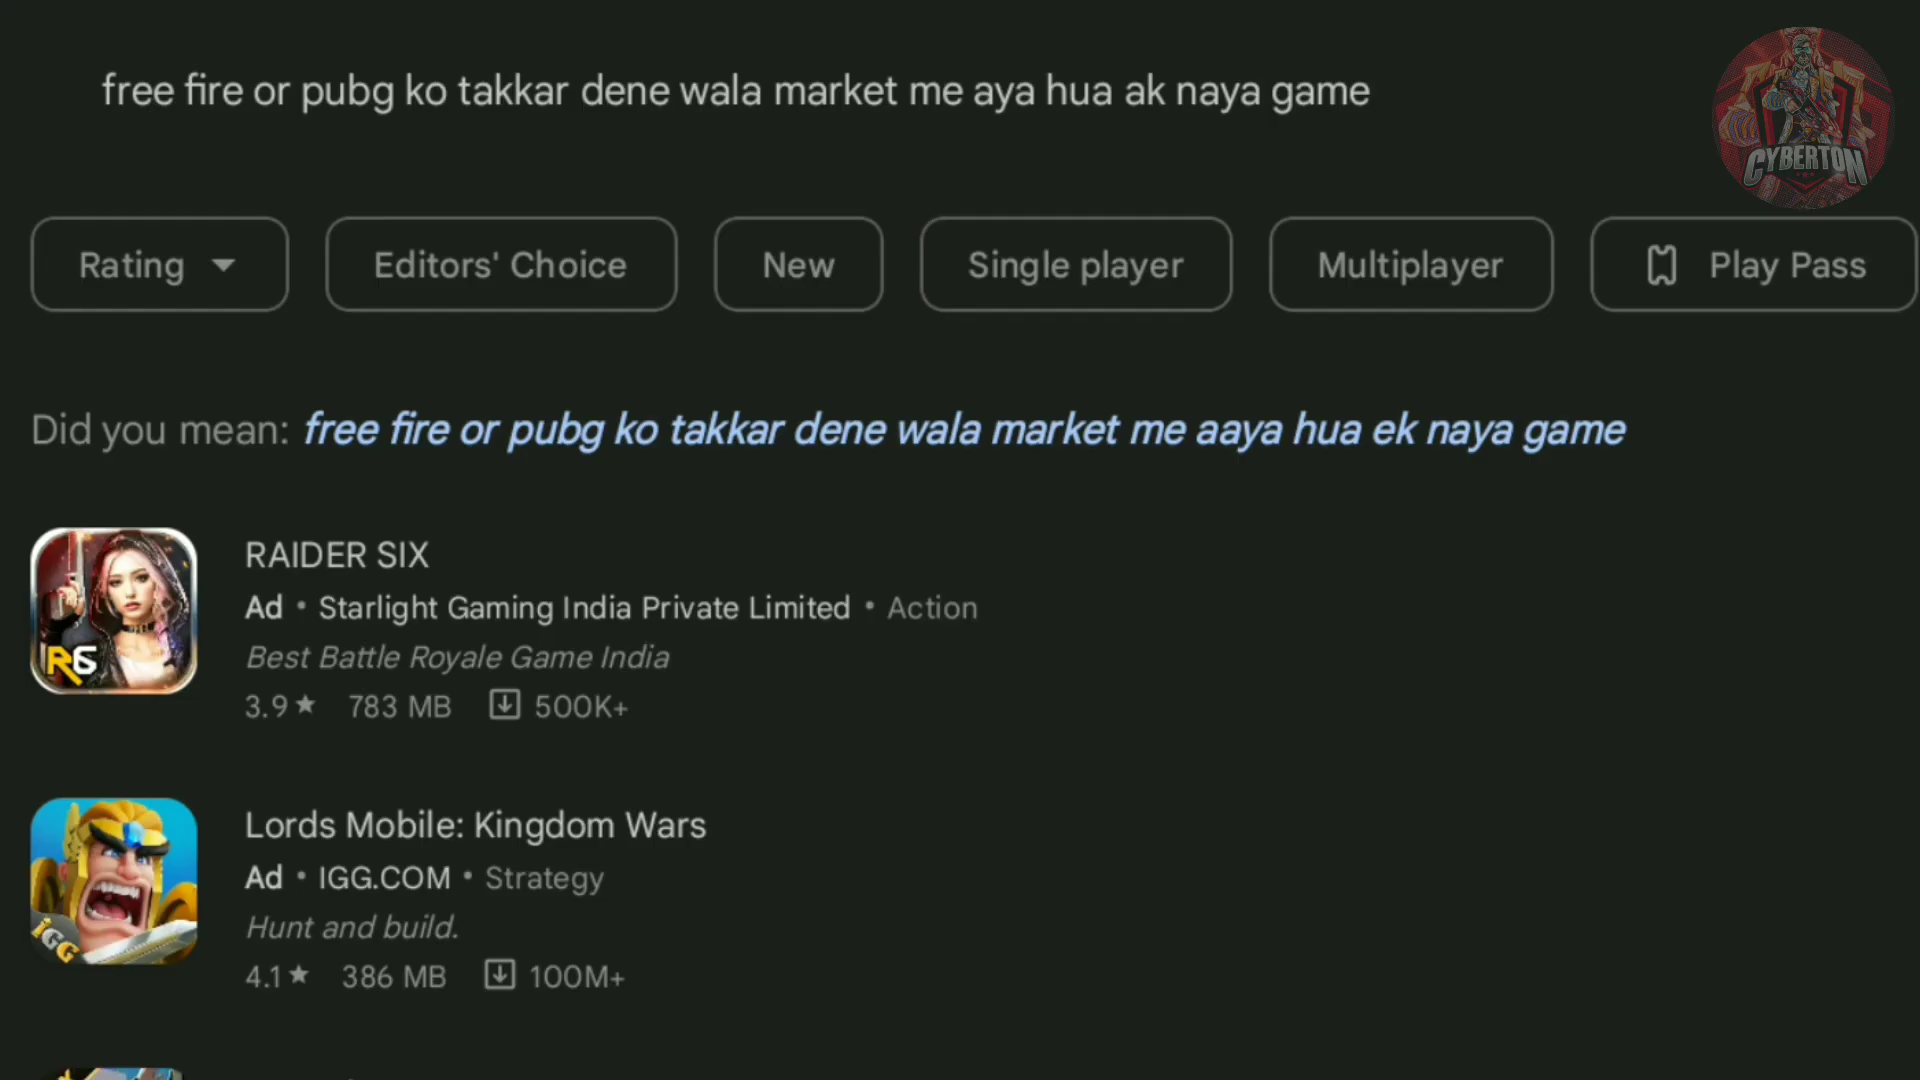 free fire or pubg ko takkar dene wala market me aya hua ak naya game
CYBERTON
Rating
Editors' Choice
New
Single player
Multiplayer
Play Pass
Did you mean: free fire or pubg ko takkar dene wala market me aaya hua ek naya game
RAIDER SIX
Ad • Starlight Gaming India Private Limited • Action
Best Battle Royale Game India
3.9★ 783 MB 500K+
R6
Lords Mobile: Kingdom Wars
Ad • IGG.COM • Strategy
Hunt and build.
4.1★ 386 MB 100M+
IGG